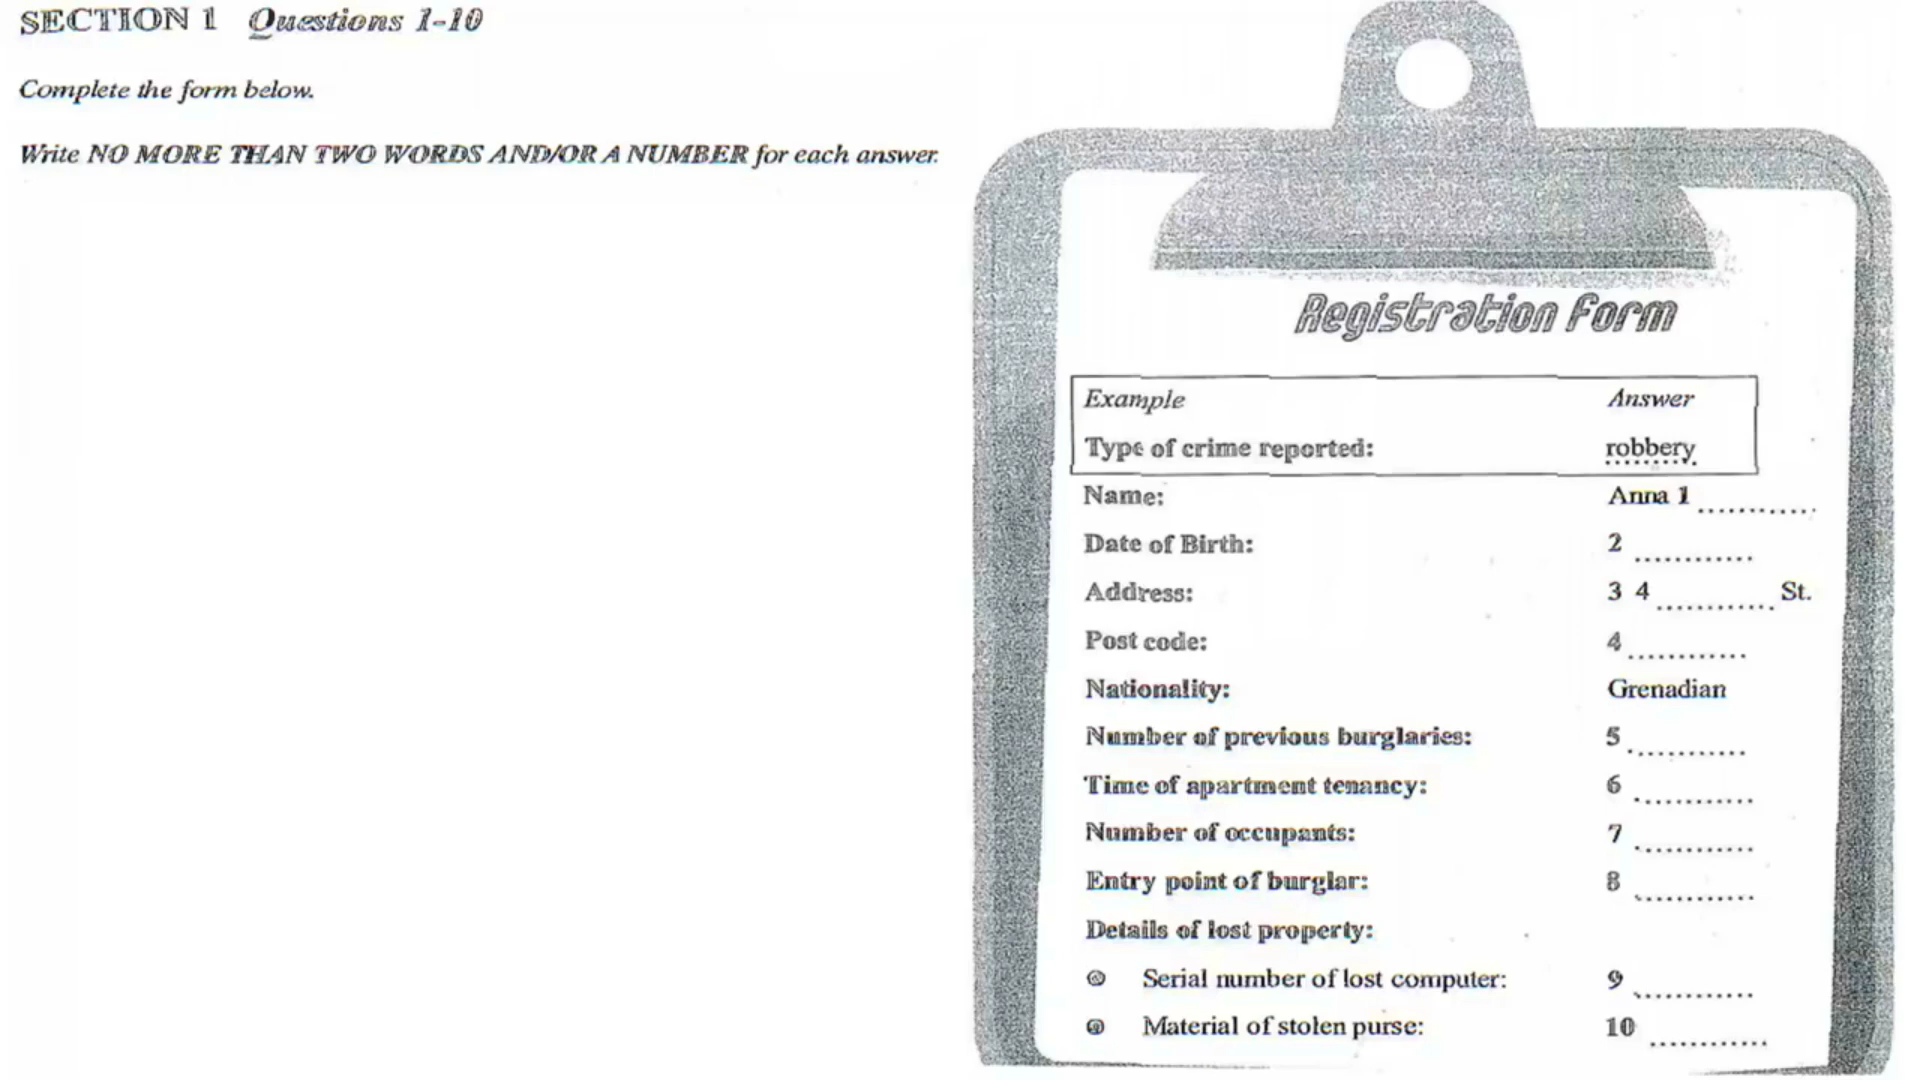 SECTION 1 Questions 1-10
Complete the form below.
Write NO MORE THAN TWO WORDS AND/OR A NUMBER for each answer.
Registration Form
Example Answer
Type of crime reported: robbery
Name: Anna 1 ............
Date of Birth: 2 ............
Address: 3 4 ............ St.
Post code: 4 ............
Nationality: Grenadian
Number of previous burglaries: 5 ............
Time of apartment tenancy: 6 ............
Number of occupants: 7 ............
Entry point of burglar: 8 ............
Details of lost property:
Serial number of lost computer: 9 ............
Material of stolen purse: 10 ............